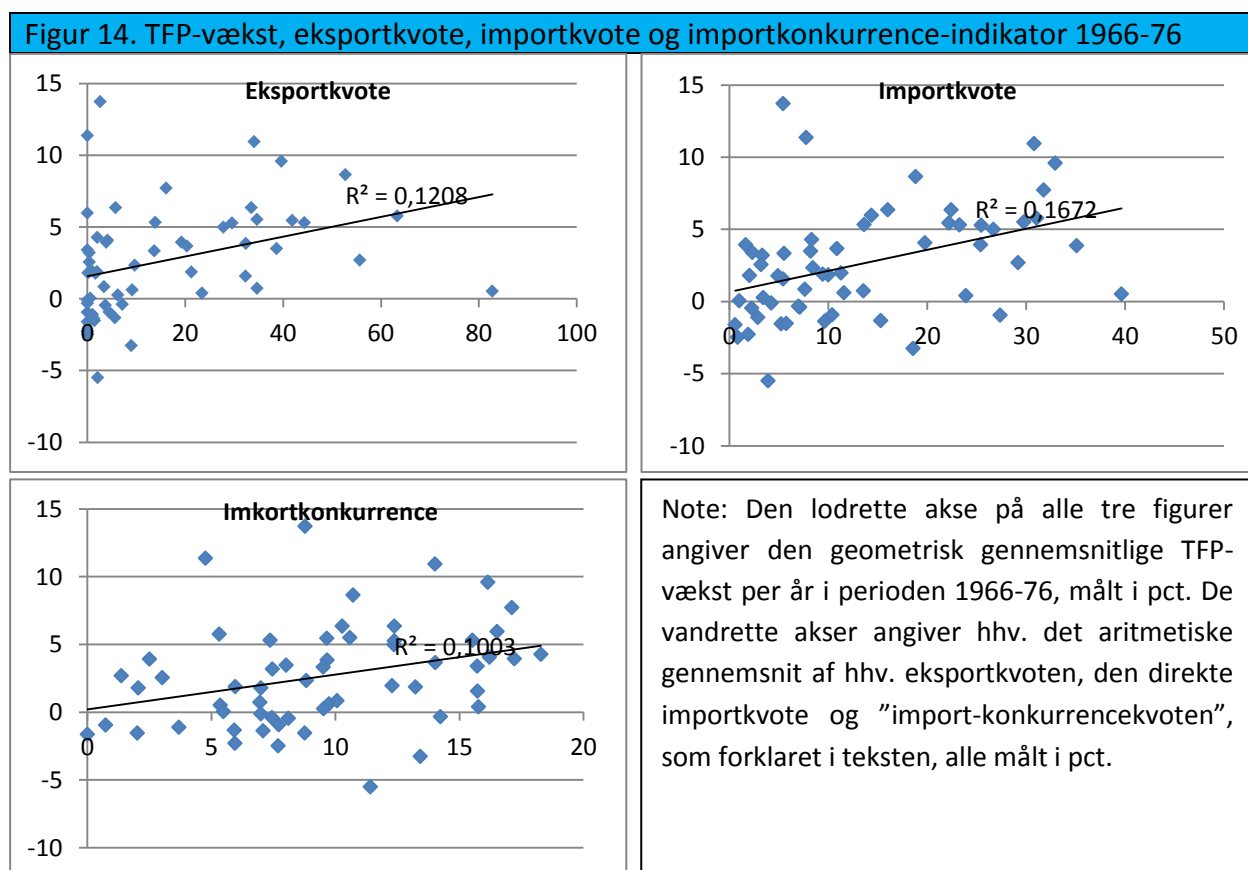 Figur 14. TFP-vækst, eksportkvote, importkvote og importkonkurrence-indikator 1966-76
Eksportkvote
15
10
5
0
-5
-10
0
20
40
60
80
100
R² = 0,1208
Importkvote
15
10
5
0
-5
-10
0
10
20
30
40
50
R² = 0,1672
Imkortkonkurrence
15
10
5
0
-5
-10
0
5
10
15
20
R² = 0,1003
Note: Den lodrette akse på alle tre figurer
angiver den geometrisk gennemsnitlige TFP-
vækst per år i perioden 1966-76, målt i pct. De
vandrette akser angiver hhv. det aritmetiske
gennemsnit af hhv. eksportkvoten, den direkte
importkvote og ”import-konkurrencekvoten”,
som forklaret i teksten, alle målt i pct.